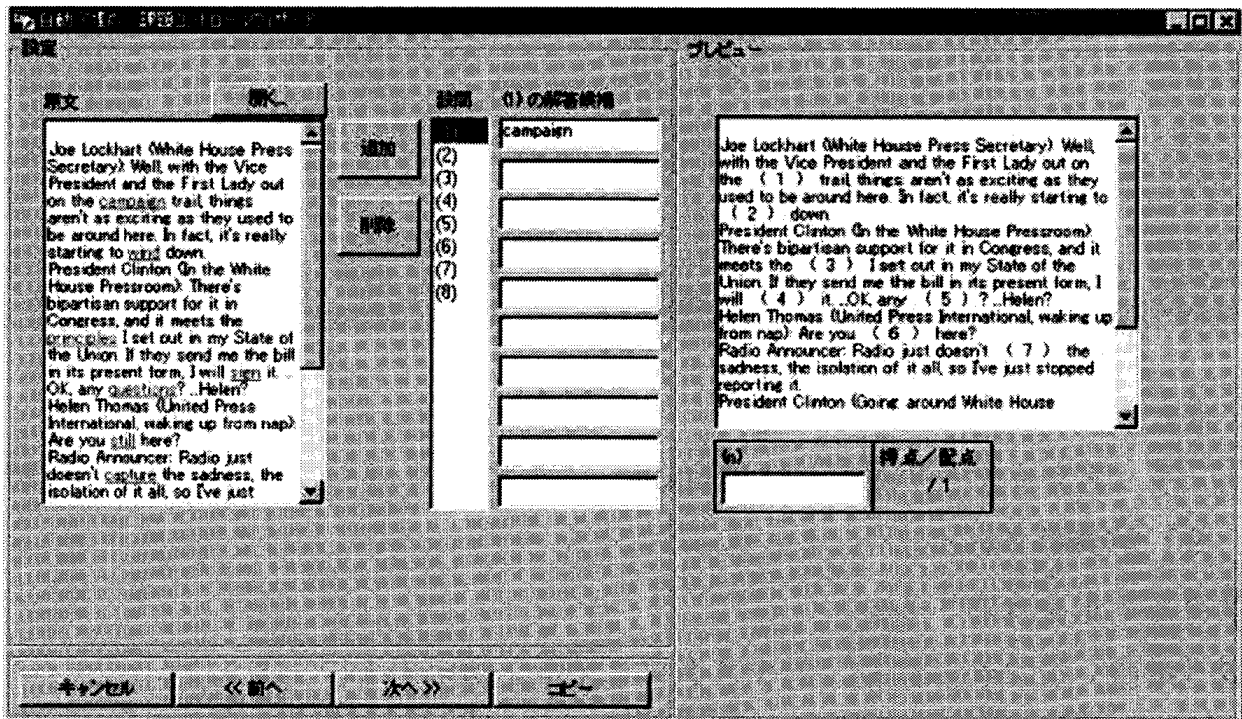 設定
原文
開く...
Joe Lockhart (White House Press
Secretary): Well, with the Vice
President and the First Lady out
on the campaign trail, things
aren't as exciting as they used to
be around here. In fact, it's really
starting to wind down.
President Clinton (In the White
House Pressroom): There's
bipartisan support for it in
Congress, and it meets the
principles I set out in my State of
the Union. If they send me the bill
in its present form, I will sign it. ...
OK, any questions? ...Helen?
Helen Thomas (United Press
International, waking up from nap):
Are you still here?
Radio Announcer: Radio just
doesn't capture the sadness, the
isolation of it all, so I've just
追加
削除
設問
(2)
(3)
(4)
(5)
(6)
(7)
(8)
(1) の解答候補
campaign
キャンセル
<< 前へ
次へ >>
コピー
プレビュー
Joe Lockhart (White House Press Secretary): Well,
with the Vice President and the First Lady out on
the ( 1 ) trail, things aren't as exciting as they
used to be around here. In fact, it's really starting to
( 2 ) down.
President Clinton (In the White House Pressroom):
There's bipartisan support for it in Congress, and it
meets the ( 3 ) I set out in my State of the
Union. If they send me the bill in its present form, I
will ( 4 ) it. ...OK, any ( 5 ) ? ...Helen?
Helen Thomas (United Press International, waking up
from nap): Are you ( 6 ) here?
Radio Announcer: Radio just doesn't ( 7 ) the
sadness, the isolation of it all, so I've just stopped
reporting it.
President Clinton (Going around White House
(n)
得点／配点
/ 1